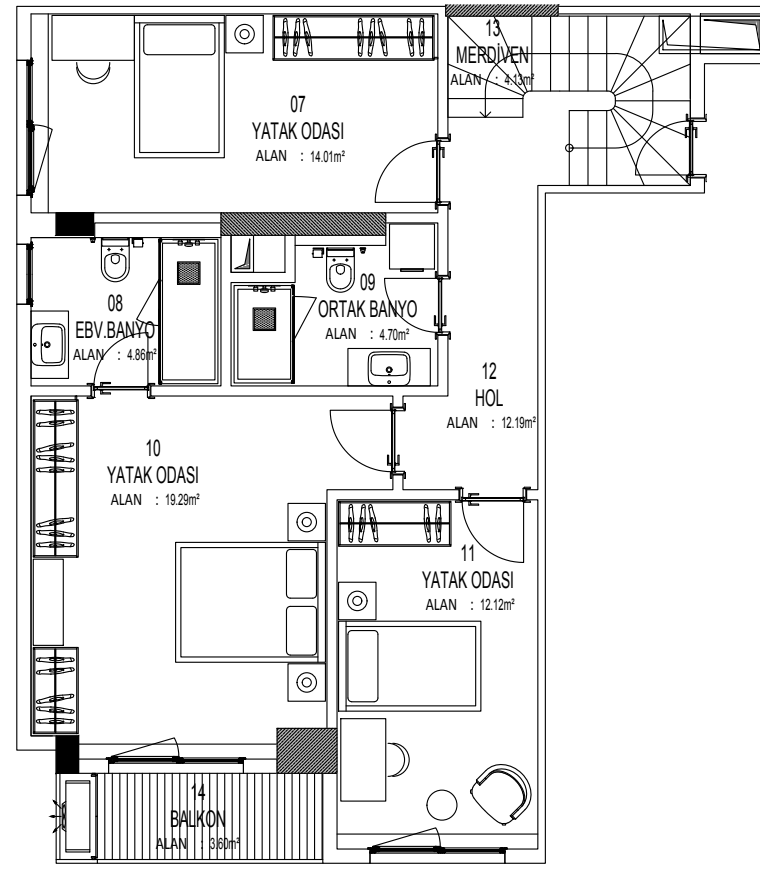 13
MERDİVEN
ALAN : 4.13m²
07
YATAK ODASI
ALAN : 14.01m²
08
EBV.BANYO
ALAN : 4.86m²
09
ORTAK BANYO
ALAN : 4.70m²
12
HOL
ALAN : 12.19m²
10
YATAK ODASI
ALAN : 19.29m²
11
YATAK ODASI
ALAN : 12.12m²
14
BALKON
ALAN : 3.60m²